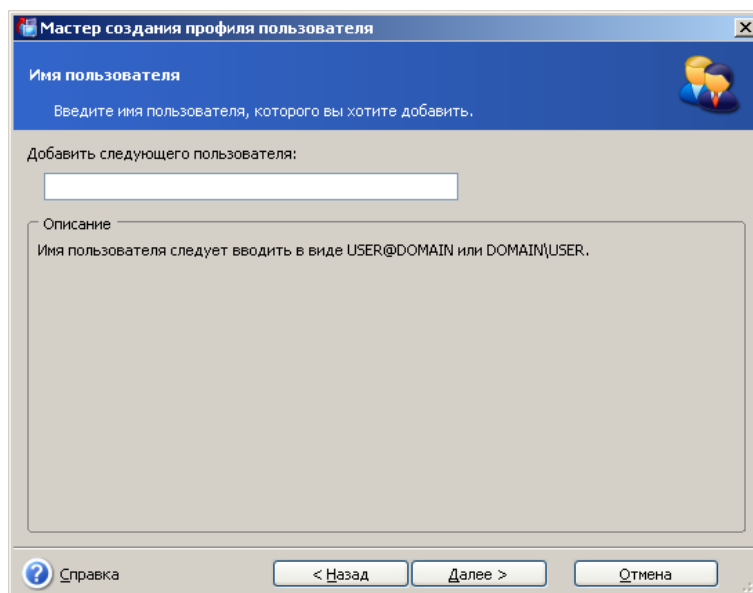 Мастер создания профиля пользователя
Имя пользователя
Введите имя пользователя, которого вы хотите добавить.
Добавить следующего пользователя:
Описание
Имя пользователя следует вводить в виде USER@DOMAIN или DOMAIN\USER.
Справка
< Назад
Далее >
Отмена